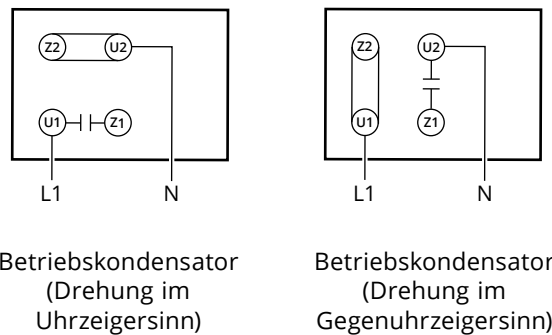 Z2 U2
U1 Z1
L1 N
Betriebskondensator
(Drehung im
Uhrzeigersinn)
Z2 U2
U1 Z1
L1 N
Betriebskondensator
(Drehung im
Gegenuhrzeigersinn)